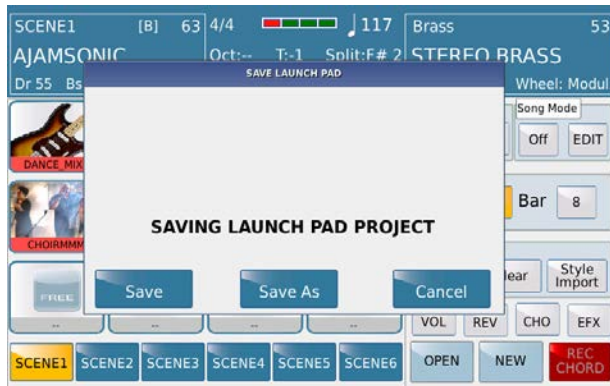 SCENE1 [B] 63 4/4 117 Brass 53
AJAMSONIC Oct:-- T:-1 Split:F# 2 STEREO BRASS
Dr 55 Bs Wheel: Modul
SAVE LAUNCH PAD
Song Mode
Off EDIT
DANCE_MIX
Bar 8
SAVING LAUNCH PAD PROJECT
CHOIRMMM
Style
Import
Save Save As Cancel
FREE
-- -- -- --
VOL REV CHO EFX
SCENE1 SCENE2 SCENE3 SCENE4 SCENE5 SCENE6 OPEN NEW REC
CHORD